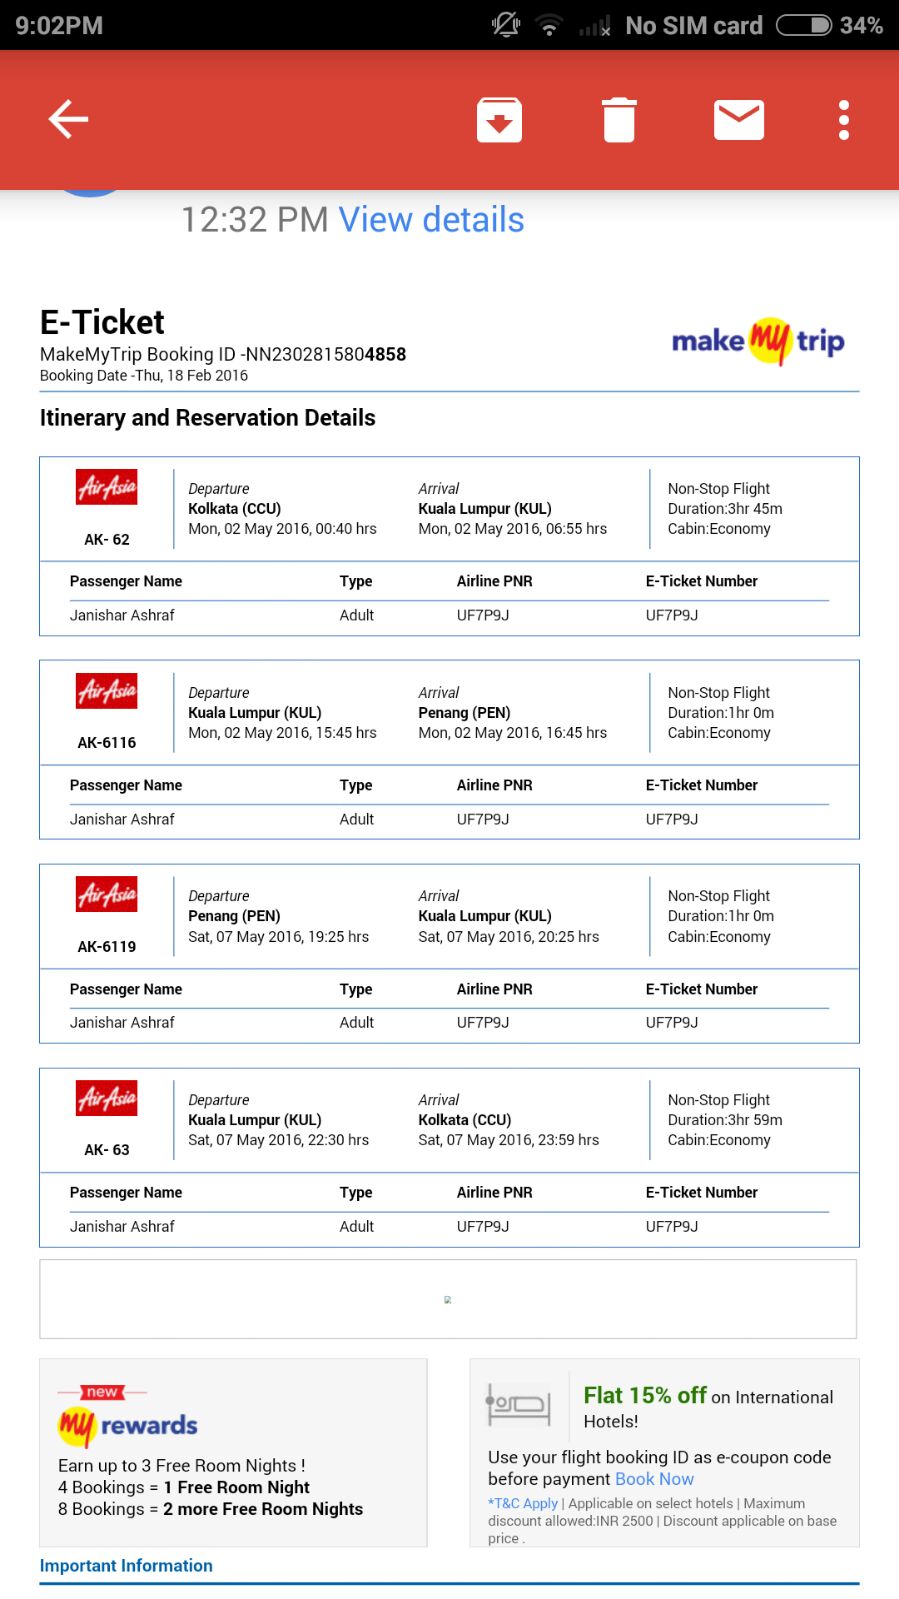 9:02PM No SIM card 34%
12:32 PM View details
E-Ticket
MakeMyTrip Booking ID -NN2302815804858
Booking Date -Thu, 18 Feb 2016
make my trip
Itinerary and Reservation Details
AirAsia
AK- 62
Departure
Kolkata (CCU)
Mon, 02 May 2016, 00:40 hrs
Arrival
Kuala Lumpur (KUL)
Mon, 02 May 2016, 06:55 hrs
Non-Stop Flight
Duration:3hr 45m
Cabin:Economy
Passenger Name Type Airline PNR E-Ticket Number
Janishar Ashraf Adult UF7P9J UF7P9J
AirAsia
AK-6116
Departure
Kuala Lumpur (KUL)
Mon, 02 May 2016, 15:45 hrs
Arrival
Penang (PEN)
Mon, 02 May 2016, 16:45 hrs
Non-Stop Flight
Duration:1hr 0m
Cabin:Economy
Passenger Name Type Airline PNR E-Ticket Number
Janishar Ashraf Adult UF7P9J UF7P9J
AirAsia
AK-6119
Departure
Penang (PEN)
Sat, 07 May 2016, 19:25 hrs
Arrival
Kuala Lumpur (KUL)
Sat, 07 May 2016, 20:25 hrs
Non-Stop Flight
Duration:1hr 0m
Cabin:Economy
Passenger Name Type Airline PNR E-Ticket Number
Janishar Ashraf Adult UF7P9J UF7P9J
AirAsia
AK- 63
Departure
Kuala Lumpur (KUL)
Sat, 07 May 2016, 22:30 hrs
Arrival
Kolkata (CCU)
Sat, 07 May 2016, 23:59 hrs
Non-Stop Flight
Duration:3hr 59m
Cabin:Economy
Passenger Name Type Airline PNR E-Ticket Number
Janishar Ashraf Adult UF7P9J UF7P9J
new
my rewards
Earn up to 3 Free Room Nights !
4 Bookings = 1 Free Room Night
8 Bookings = 2 more Free Room Nights
Flat 15% off on International
Hotels!
Use your flight booking ID as e-coupon code
before payment Book Now
*T&C Apply | Applicable on select hotels | Maximum
discount allowed:INR 2500 | Discount applicable on base
price .
Important Information